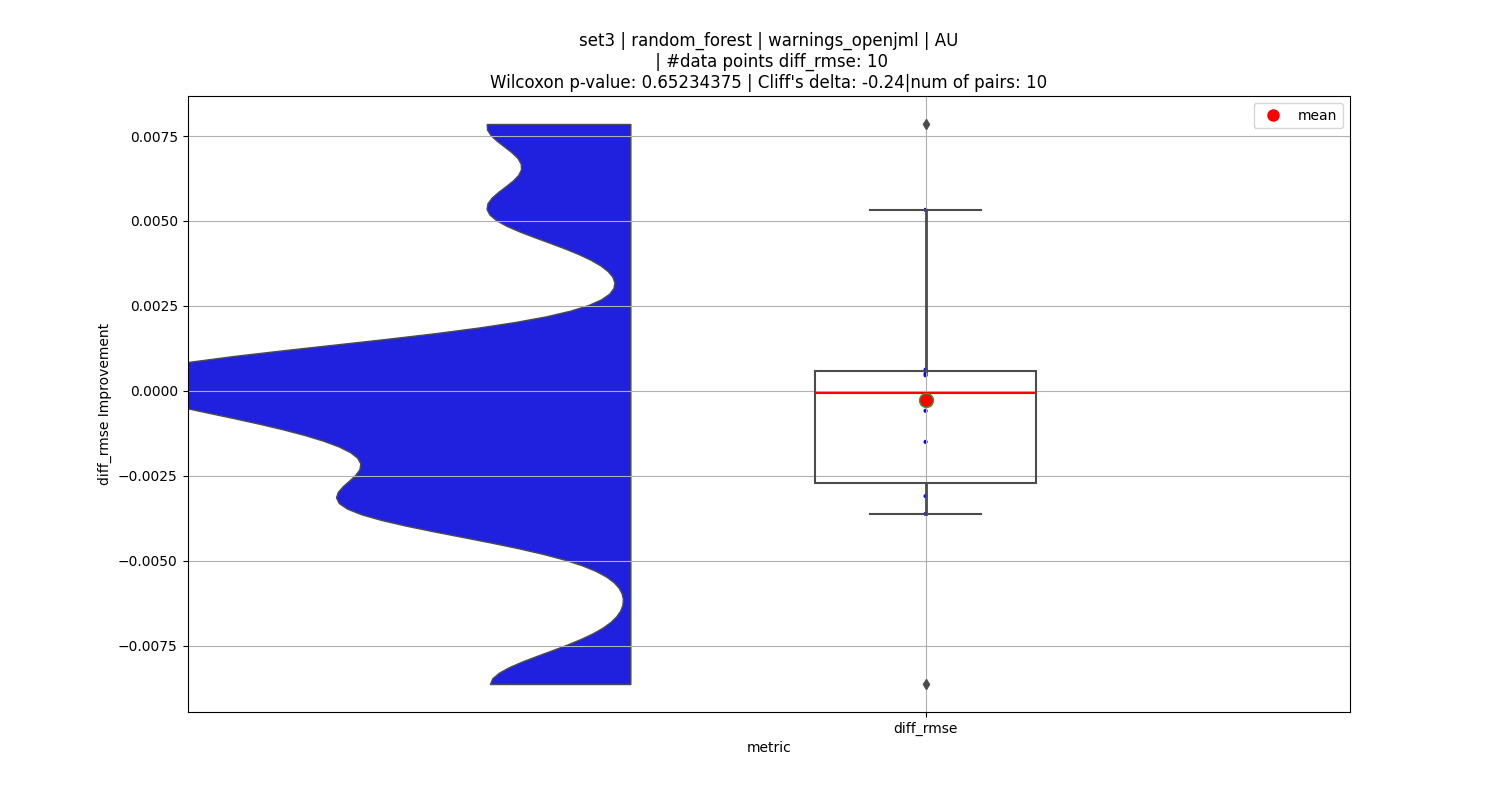 set3 | random_forest | warnings_openjml | AU
| #data points diff_rmse: 10
Wilcoxon p-value: 0.65234375 | Cliff's delta: -0.24|num of pairs: 10
mean
0.0075
0.0050
0.0025
0.0000
−0.0025
−0.0050
−0.0075
diff_rmse Improvement
diff_rmse
metric